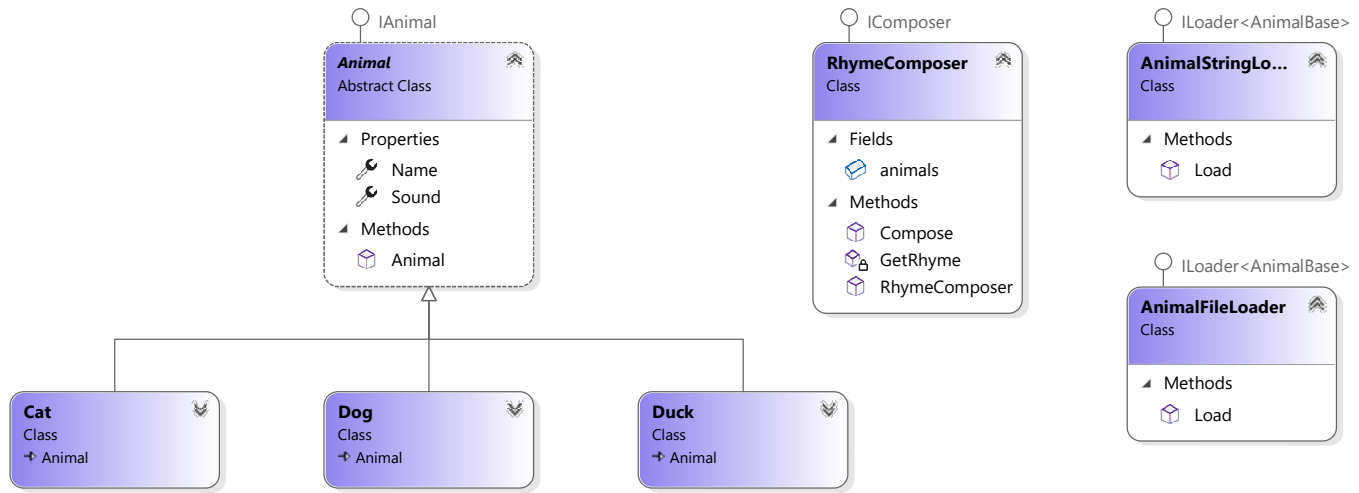 IAnimal
Animal
Abstract Class
Properties
Name
Sound
Methods
Animal
IComposer
RhymeComposer
Class
Fields
animals
Methods
Compose
GetRhyme
RhymeComposer
ILoader<AnimalBase>
AnimalStringLo...
Class
Methods
Load
ILoader<AnimalBase>
AnimalFileLoader
Class
Methods
Load
Cat
Class
Animal
Dog
Class
Animal
Duck
Class
Animal